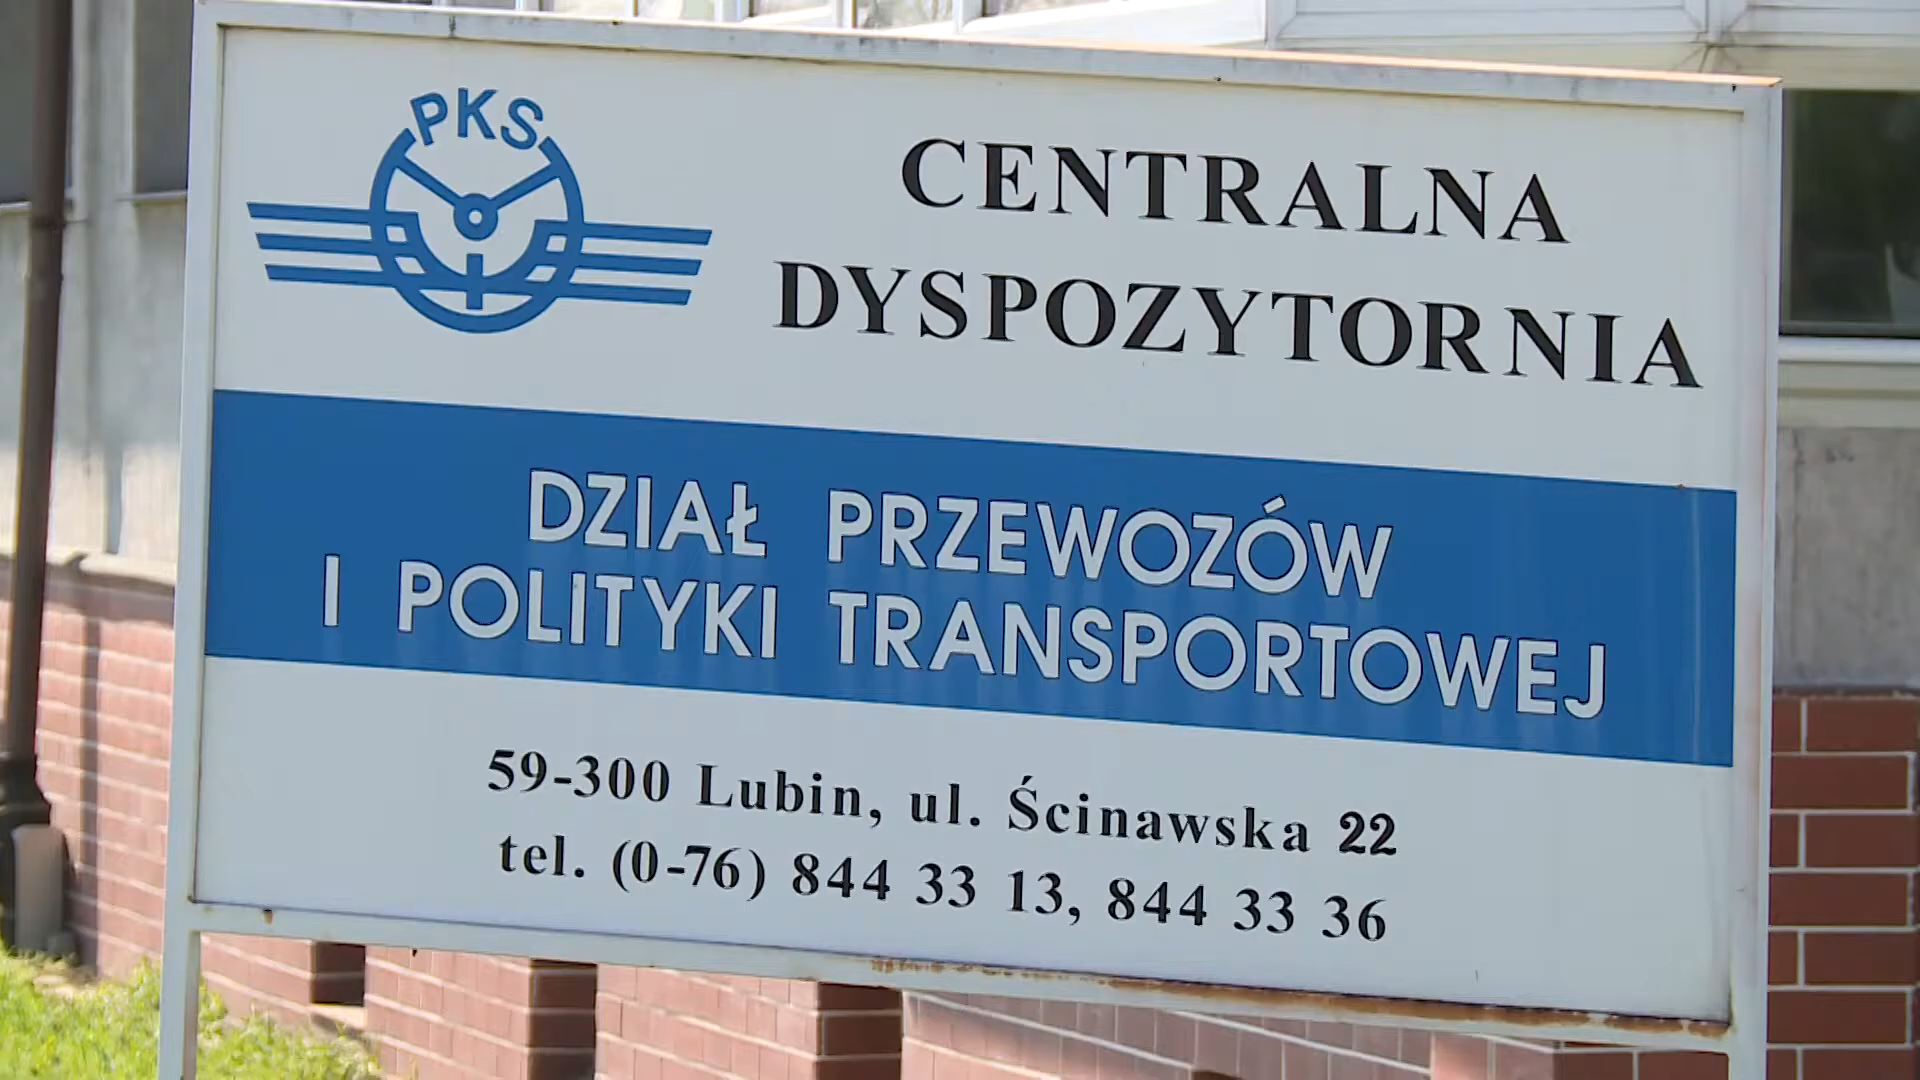 PKS
CENTRALNA
DYSPOZYTORNIA
DZIAŁ PRZEWOZÓW
I POLITYKI TRANSPORTOWEJ
59-300 Lubin, ul. Ścinawska 22
tel. (0-76) 844 33 13, 844 33 36